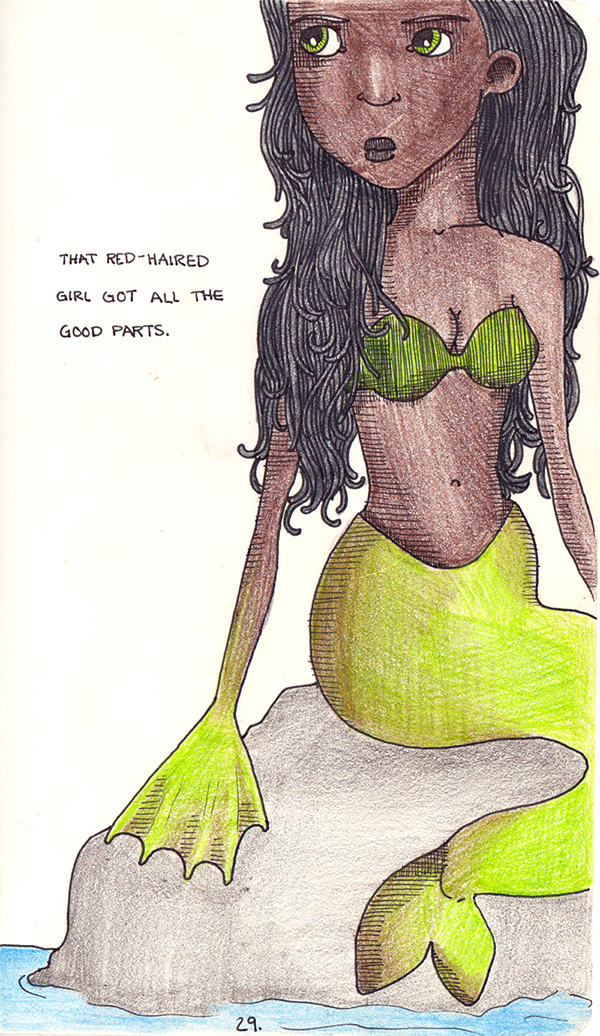 THAT RED-HAIRED
GIRL GOT ALL THE
GOOD PARTS.
29.